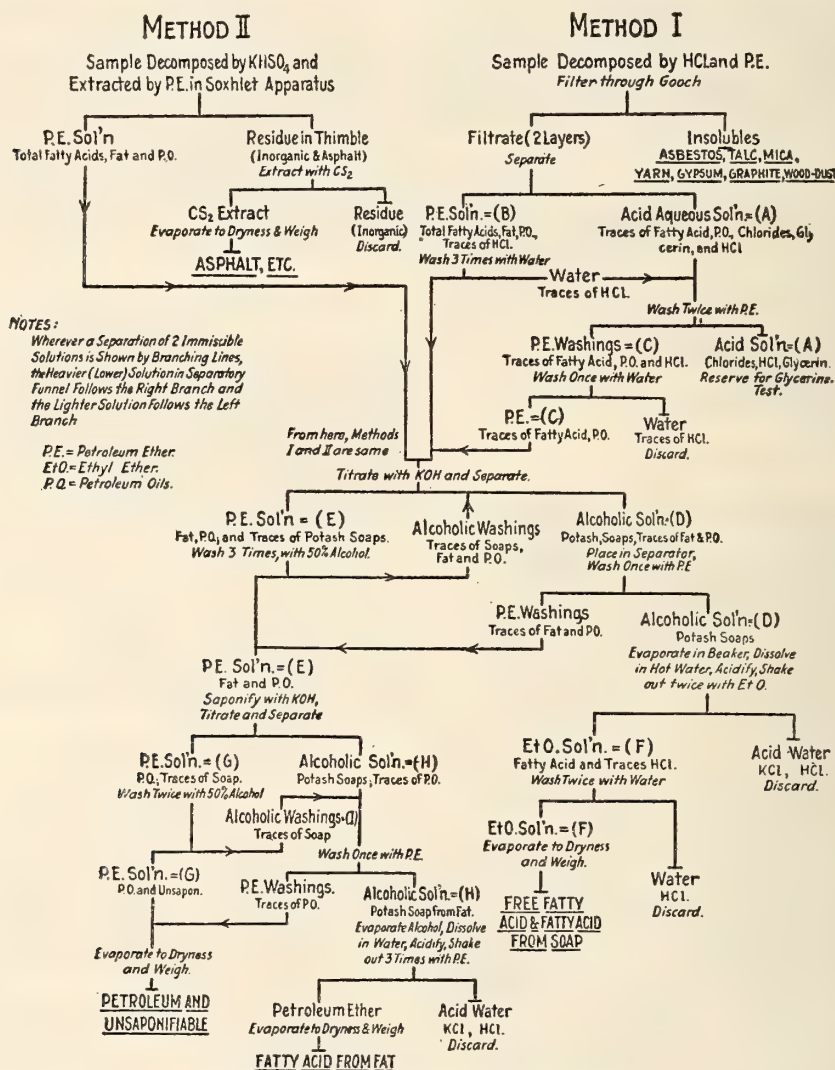 METHOD II
Sample Decomposed by KHSO₄ and
Extracted by P.E. in Soxhlet Apparatus
P.E. Sol'n
Total Fatty Acids, Fat and P.O.
Residue in Thimble
(Inorganic & Asphalt)
Extract with CS₂
CS₂ Extract
Evaporate to Dryness & Weigh
ASPHALT, ETC.
Residue
(Inorganic)
Discard.
METHOD I
Sample Decomposed by HCl and P.E.
Filter through Gooch
Filtrate (2 Layers)
Separate
Insolubles
ASBESTOS, TALC, MICA,
YARN, GYPSUM, GRAPHITE, WOOD-DUST
P.E. Sol'n. = (B)
Total Fatty Acids, Fat, P.O.,
Traces of HCl.
Wash 3 Times with Water
Acid Aqueous Sol'n. = (A)
Traces of Fatty Acid, P.O., Chlorides, Gly
cerin, and HCl
Water
Traces of HCl.
Wash Twice with P.E.
P.E. Washings = (C)
Traces of Fatty Acid, P.O. and HCl.
Wash Once with Water
Acid Sol'n. = (A)
Chlorides, HCl, Glycerin.
Reserve for Glycerine
Test.
P.E. = (C)
Traces of Fatty Acid, P.O.
Water
Traces of HCl.
Discard.
NOTES:
Wherever a Separation of 2 Immiscible
Solutions is Shown by Branching Lines,
the Heavier (Lower) Solution in Separatory
Funnel Follows the Right Branch and
the Lighter Solution Follows the Left
Branch
P.E. = Petroleum Ether.
EtO. = Ethyl Ether.
P.O. = Petroleum Oils.
From here, Methods
I and II are same
Titrate with KOH and Separate.
P.E. Sol'n = (E)
Fat, P.O., and Traces of Potash Soaps.
Wash 3 Times, with 50% Alcohol.
Alcoholic Washings
Traces of Soaps,
Fat and P.O.
Alcoholic Sol'n. = (D)
Potash, Soaps, Traces of Fat & P.O.
Place in Separator,
Wash Once with P.E
P.E. Washings
Traces of Fat and P.O.
Alcoholic Sol'n. = (D)
Potash Soaps
Evaporate in Beaker, Dissolve
in Hot Water, Acidify, Shake
out twice with EtO.
P.E. Sol'n. = (E)
Fat and P.O.
Saponify with KOH,
Titrate and Separate
EtO. Sol'n. = (F)
Fatty Acid and Traces HCl.
Wash Twice with Water
Acid Water
KCl, HCl.
Discard.
P.E. Sol'n. = (G)
P.O., Traces of Soap.
Wash Twice with 50% Alcohol
Alcoholic Sol'n. = (H)
Potash Soaps, Traces of P.O.
Alcoholic Washings = (I)
Traces of Soap
Wash Once with P.E.
EtO. Sol'n. = (F)
Evaporate to Dryness
and Weigh.
FREE FATTY
ACID & FATTY ACID
FROM SOAP
Water
HCl.
Discard.
P.E. Sol'n. = (G)
P.O. and Unsapon.
P.E. Washings.
Traces of P.O.
Alcoholic Sol'n. = (H)
Potash Soap from Fat.
Evaporate Alcohol, Dissolve
in Water, Acidify, Shake
out 3 Times with P.E.
Evaporate to Dryness
and Weigh.
PETROLEUM AND
UNSAPONIFIABLE
Petroleum Ether
Evaporate to Dryness & Weigh
FATTY ACID FROM FAT
Acid Water
KCl, HCl.
Discard.